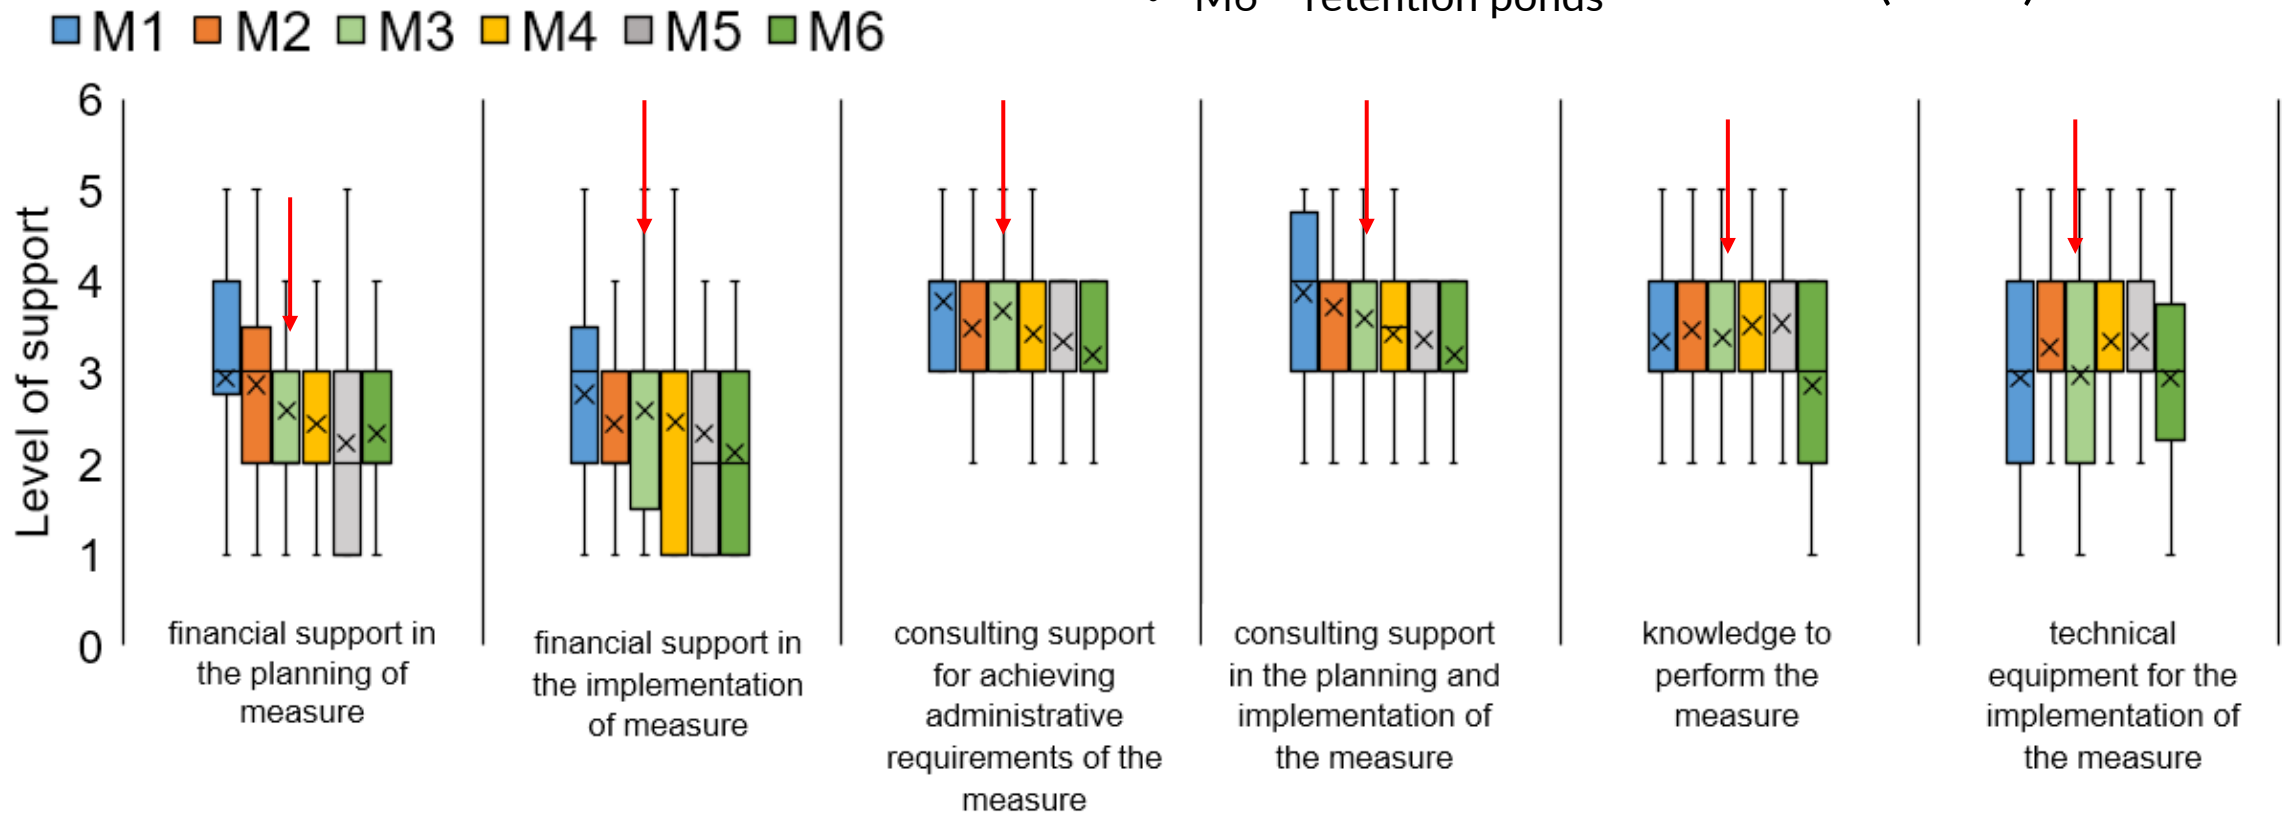 retention ponds
M1 M2 M3 M4 M5 M6
6
5
4
3
2
1
0
Level of support
financial support in
the planning of
measure
financial support in
the implementation
of measure
consulting support
for achieving
administrative
requirements of the
measure
consulting support
in the planning and
implementation of
the measure
knowledge to
perform the
measure
technical
equipment for the
implementation of
the measure